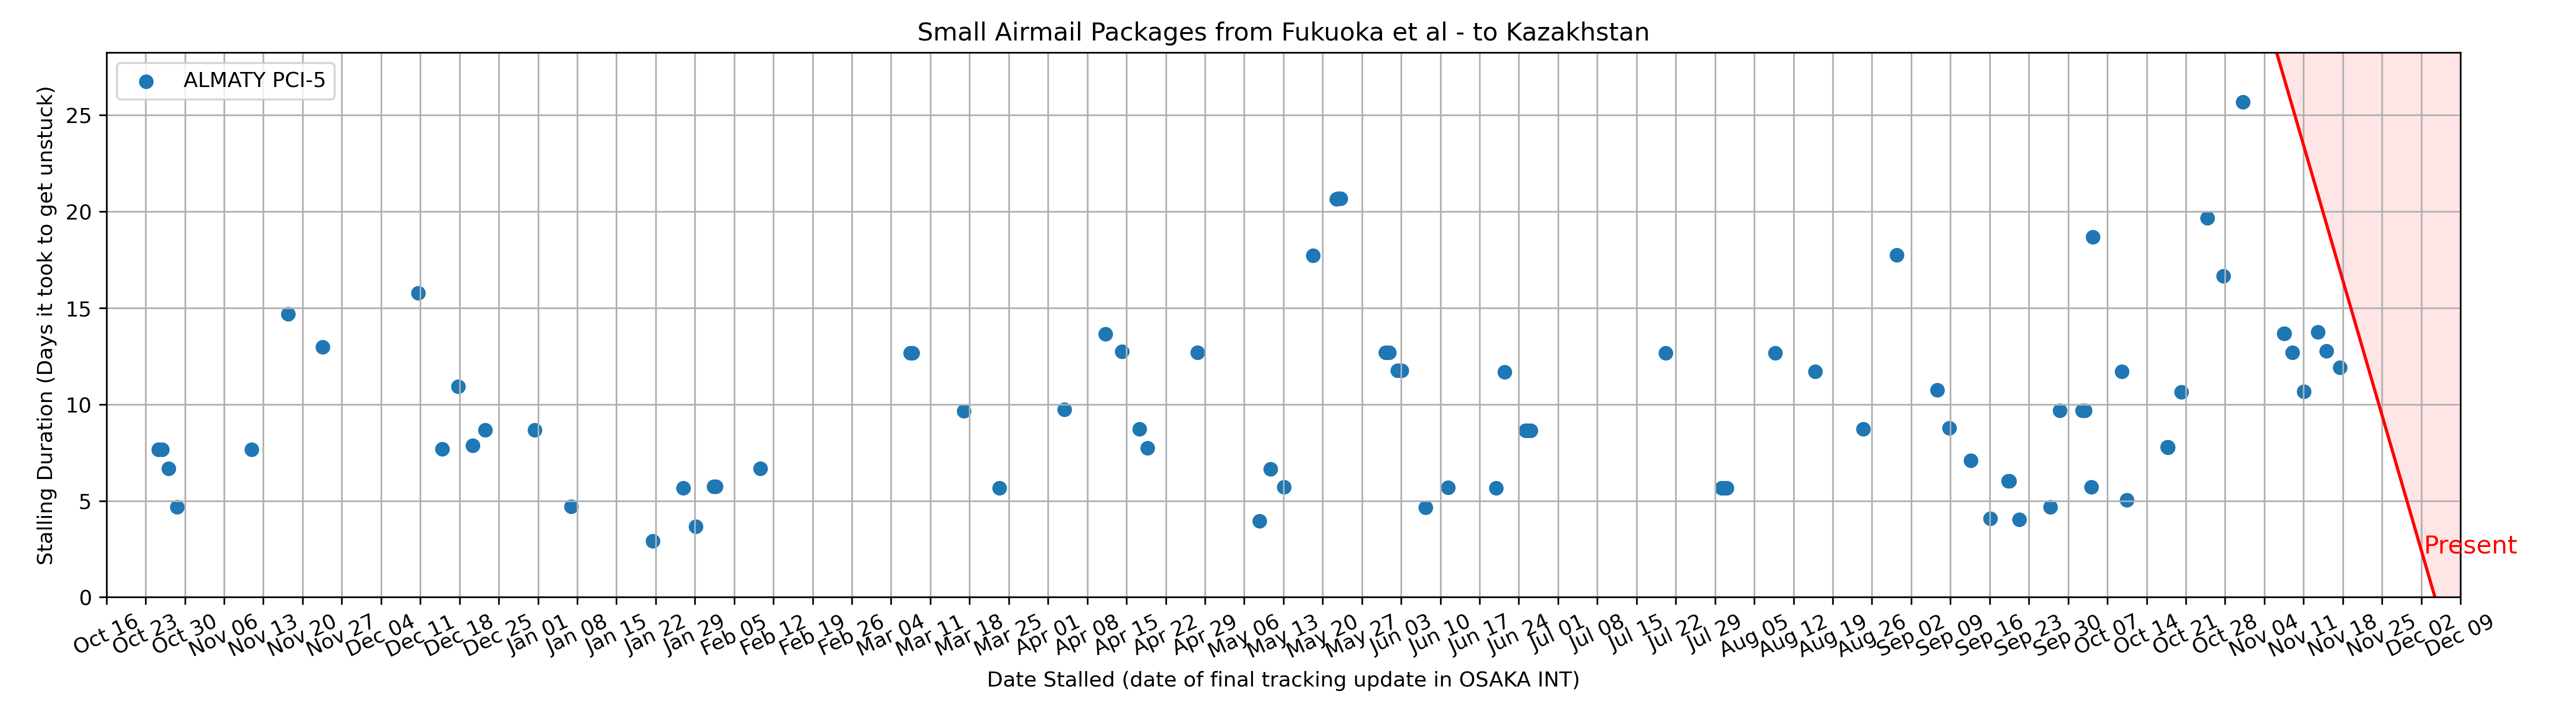 Small Airmail Packages from Fukuoka et al - to Kazakhstan
ALMATY PCI-5
Stalling Duration (Days it took to get unstuck)
25
20
15
10
5
0
Present
Oct 16 Oct 23 Oct 30 Nov 06 Nov 13 Nov 20 Nov 27 Dec 04 Dec 11 Dec 18 Dec 25 Jan 01 Jan 08 Jan 15 Jan 22 Jan 29 Feb 05 Feb 12 Feb 19 Feb 26 Mar 04 Mar 11 Mar 18 Mar 25 Apr 01 Apr 08 Apr 15 Apr 22 Apr 29 May 06 May 13 May 20 May 27 Jun 03 Jun 10 Jun 17 Jun 24 Jul 01 Jul 08 Jul 15 Jul 22 Jul 29 Aug 05 Aug 12 Aug 19 Aug 26 Sep 02 Sep 09 Sep 16 Sep 23 Sep 30 Oct 07 Oct 14 Oct 21 Oct 28 Nov 04 Nov 11 Nov 18 Nov 25 Dec 02 Dec 09
Date Stalled (date of final tracking update in OSAKA INT)